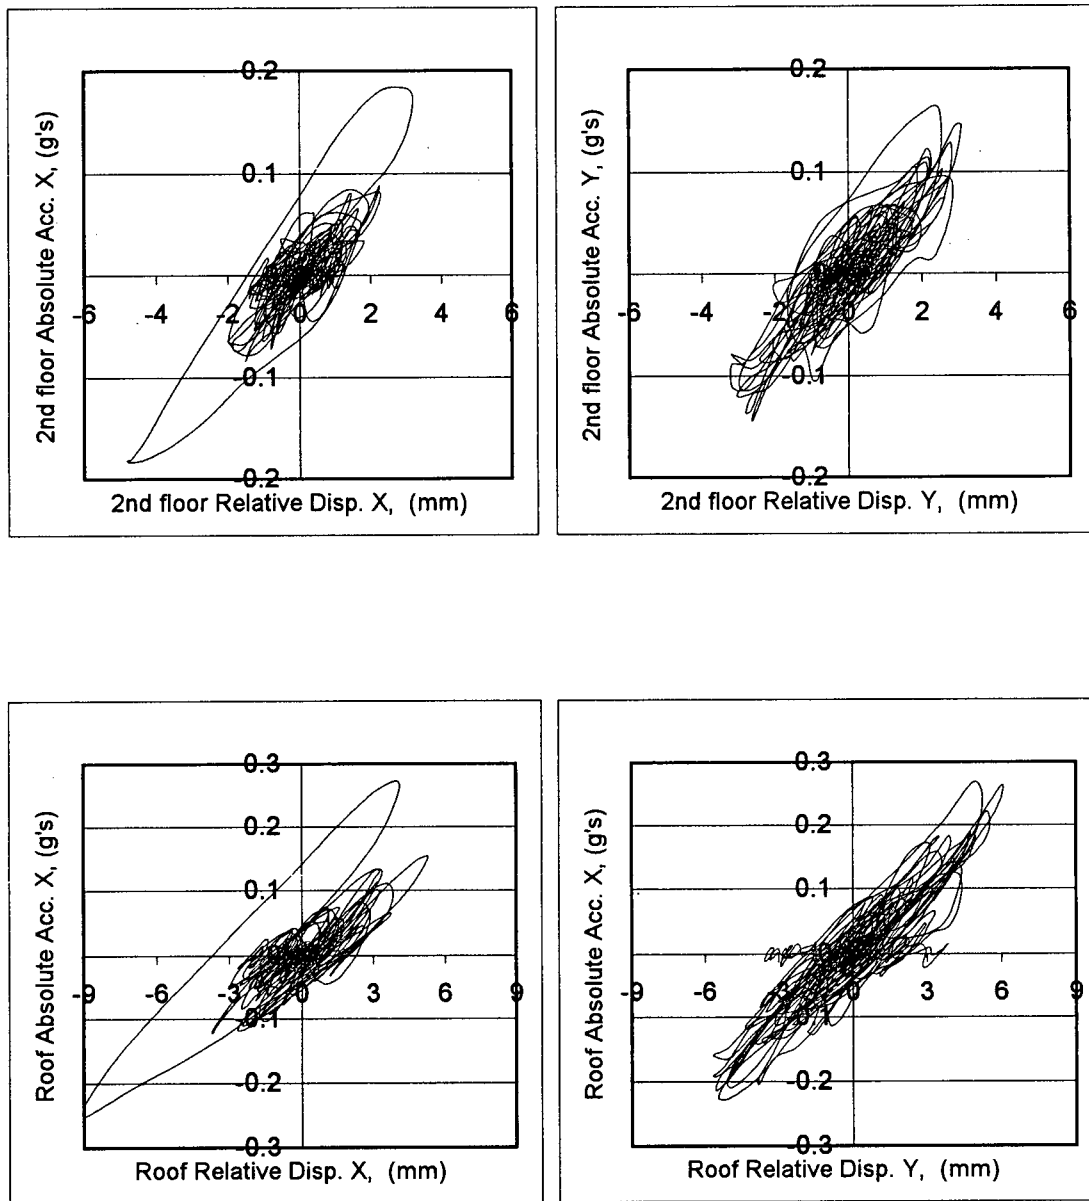 0.2
0.1
-6 -4 -2 0 2 4 6
-0.1
-0.2
2nd floor Absolute Acc. X, (g's)
2nd floor Relative Disp. X, (mm)
0.2
0.1
-6 -4 -2 0 2 4 6
-0.1
-0.2
2nd floor Absolute Acc. Y, (g's)
2nd floor Relative Disp. Y, (mm)
0.3
0.2
0.1
-9 -6 -3 0 3 6 9
-0.1
-0.2
-0.3
Roof Absolute Acc. X, (g's)
Roof Relative Disp. X, (mm)
0.3
0.2
0.1
-9 -6 -3 0 3 6 9
-0.1
-0.2
-0.3
Roof Absolute Acc. X, (g's)
Roof Relative Disp. Y, (mm)